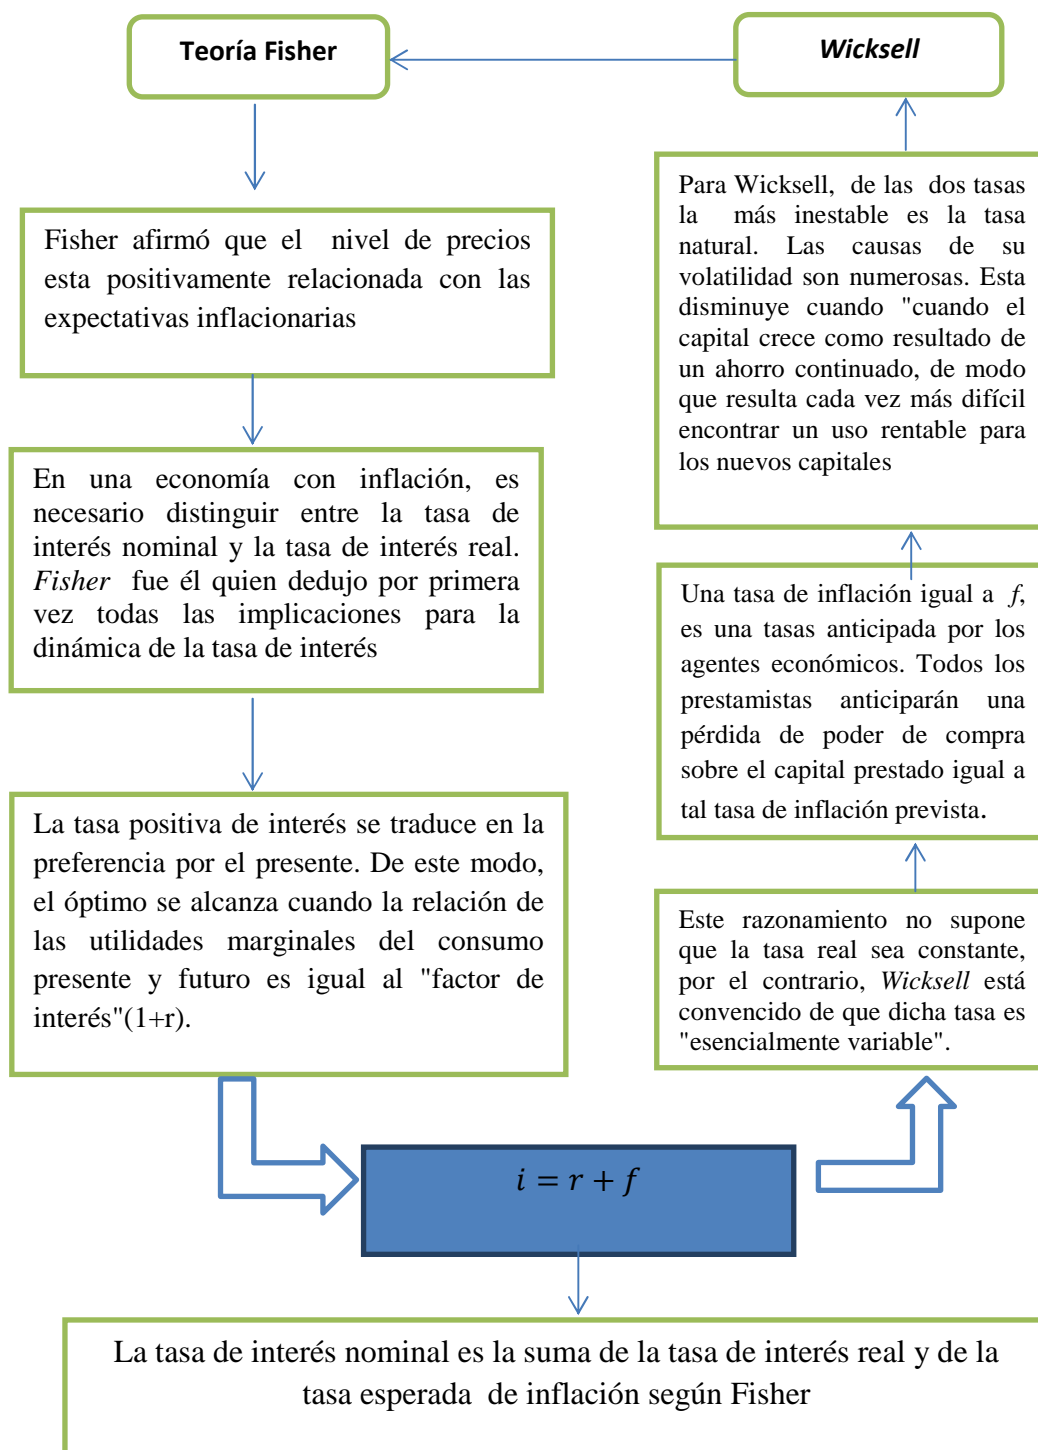 Teoría Fisher
Wicksell
Fisher afirmó que el nivel de precios
esta positivamente relacionada con las
expectativas inflacionarias
En una economía con inflación, es
necesario distinguir entre la tasa de
interés nominal y la tasa de interés real.
Fisher fue él quien dedujo por primera
vez todas las implicaciones para la
dinámica de la tasa de interés
La tasa positiva de interés se traduce en la
preferencia por el presente. De este modo,
el óptimo se alcanza cuando la relación de
las utilidades marginales del consumo
presente y futuro es igual al "factor de
interés"(1+r).
i = r + f
La tasa de interés nominal es la suma de la tasa de interés real y de la
tasa esperada de inflación según Fisher
Este razonamiento no supone
que la tasa real sea constante,
por el contrario, Wicksell está
convencido de que dicha tasa es
"esencialmente variable".
Una tasa de inflación igual a f,
es una tasas anticipada por los
agentes económicos. Todos los
prestamistas anticiparán una
pérdida de poder de compra
sobre el capital prestado igual a
tal tasa de inflación prevista.
Para Wicksell, de las dos tasas
la más inestable es la tasa
natural. Las causas de su
volatilidad son numerosas. Esta
disminuye cuando "cuando el
capital crece como resultado de
un ahorro continuado, de modo
que resulta cada vez más difícil
encontrar un uso rentable para
los nuevos capitales